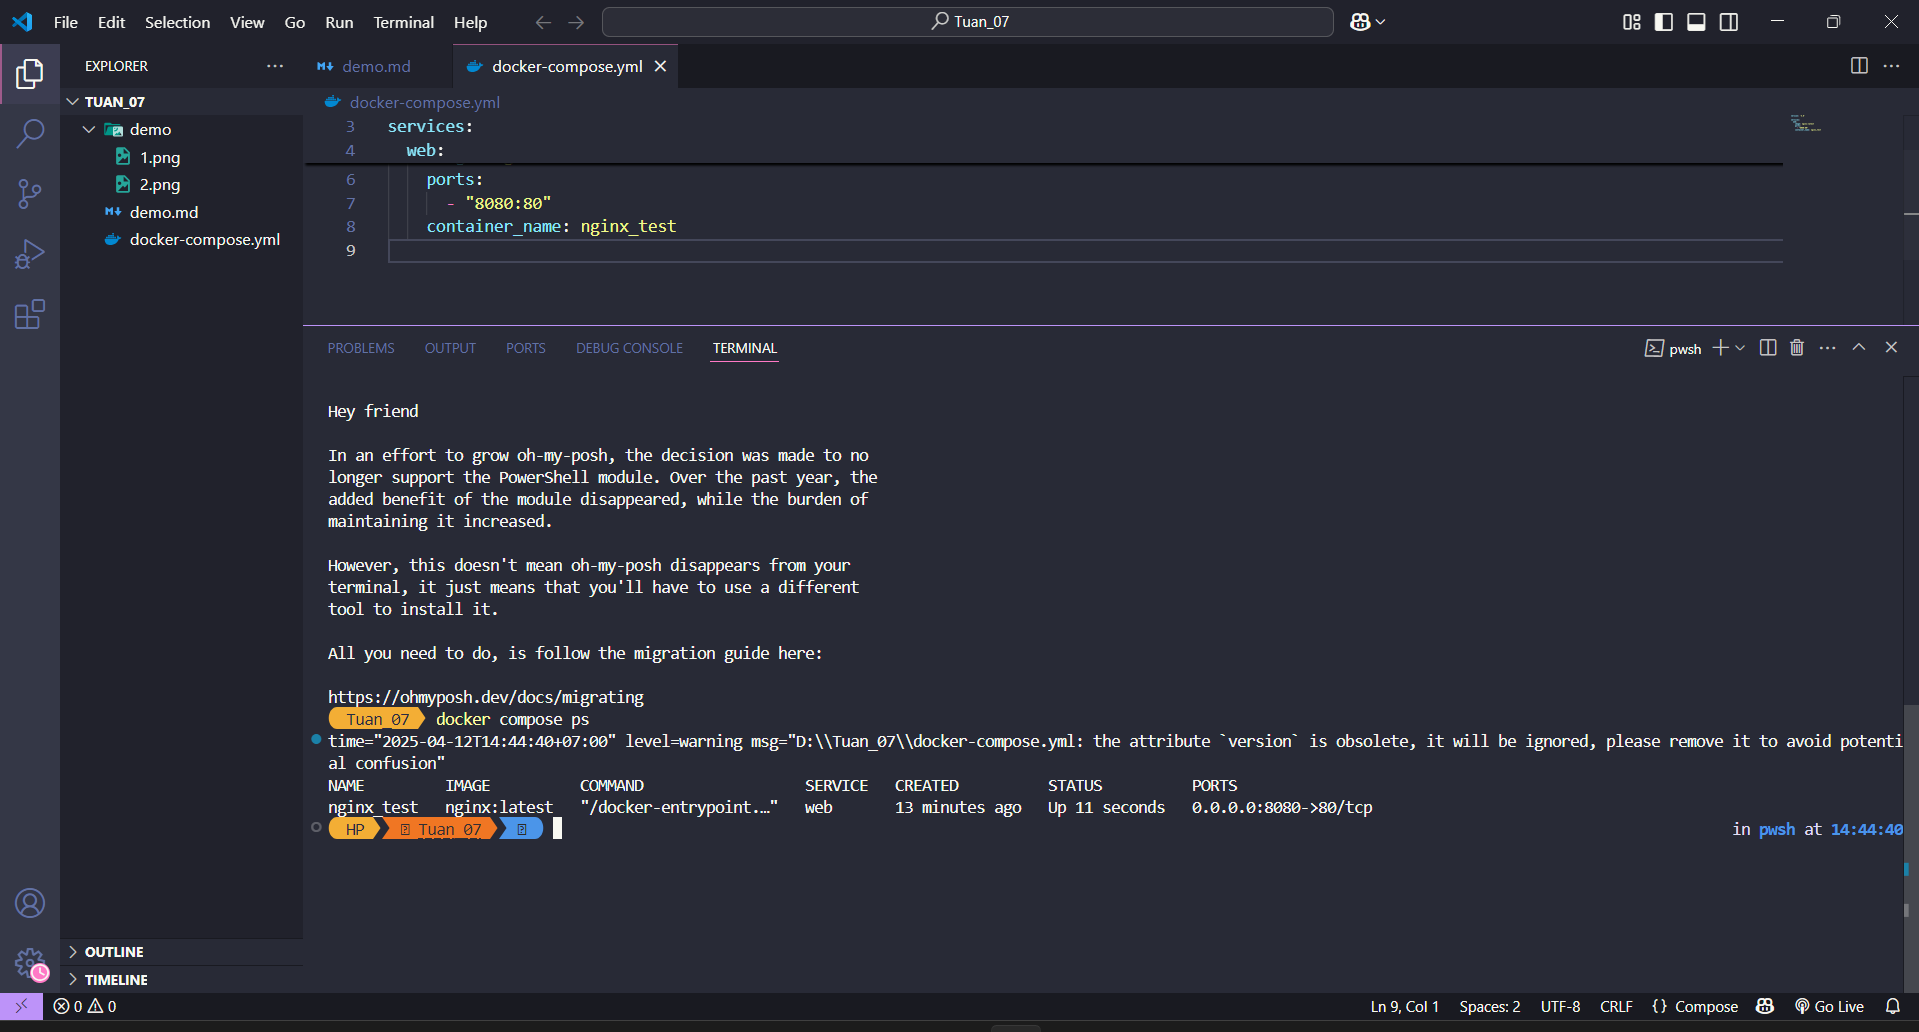 File Edit Selection View Go Run Terminal Help
Tuan_07
EXPLORER
TUAN_07
demo
1.png
2.png
demo.md
docker-compose.yml
OUTLINE
TIMELINE
demo.md
docker-compose.yml
docker-compose.yml
3 services:
4 web:
6 ports:
7 - "8080:80"
8 container_name: nginx_test
9
PROBLEMS OUTPUT PORTS DEBUG CONSOLE TERMINAL
pwsh
Hey friend
In an effort to grow oh-my-posh, the decision was made to no
longer support the PowerShell module. Over the past year, the
added benefit of the module disappeared, while the burden of
maintaining it increased.
However, this doesn't mean oh-my-posh disappears from your
terminal, it just means that you'll have to use a different
tool to install it.
All you need to do, is follow the migration guide here:
https://ohmyposh.dev/docs/migrating
Tuan_07 docker compose ps
time="2025-04-12T14:44:40+07:00" level=warning msg="D:\\Tuan_07\\docker-compose.yml: the attribute `version` is obsolete, it will be ignored, please remove it to avoid potenti
al confusion"
NAME IMAGE COMMAND SERVICE CREATED STATUS PORTS
nginx_test nginx:latest "/docker-entrypoint.…" web 13 minutes ago Up 11 seconds 0.0.0.0:8080->80/tcp
HP Tuan_07 in pwsh at 14:44:40
0 0
Ln 9, Col 1 Spaces: 2 UTF-8 CRLF {} Compose Go Live